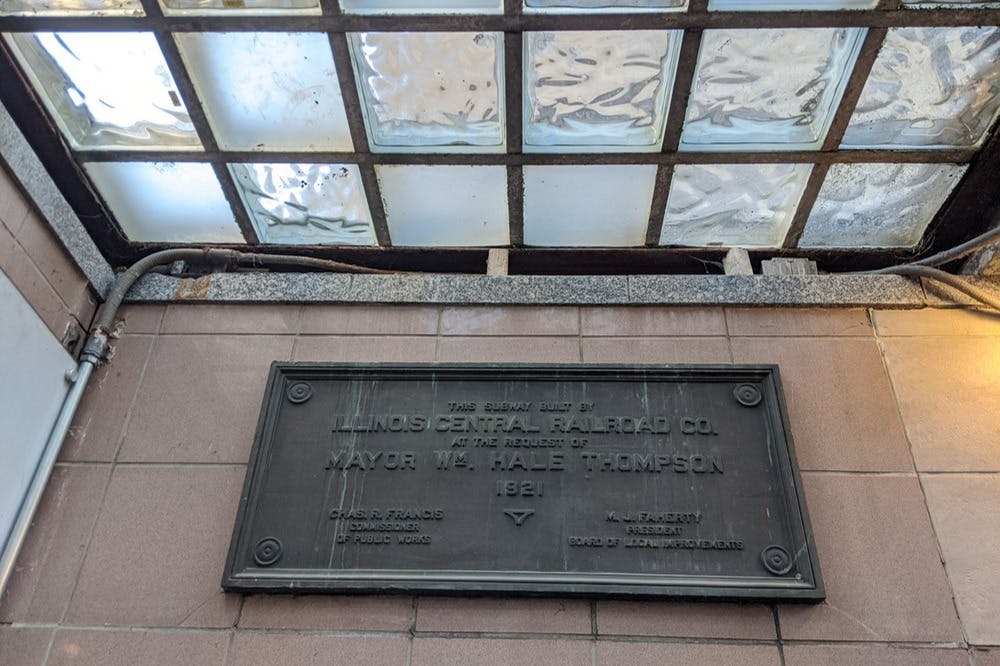 THIS SUBWAY BUILT BY
ILLINOIS CENTRAL RAILROAD CO.
AT THE REQUEST OF
MAYOR WM. HALE THOMPSON
1921
CHAS. R. FRANCIS
COMMISSIONER
OF PUBLIC WORKS
M. J. FAHERTY
PRESIDENT
BOARD OF LOCAL IMPROVEMENTS